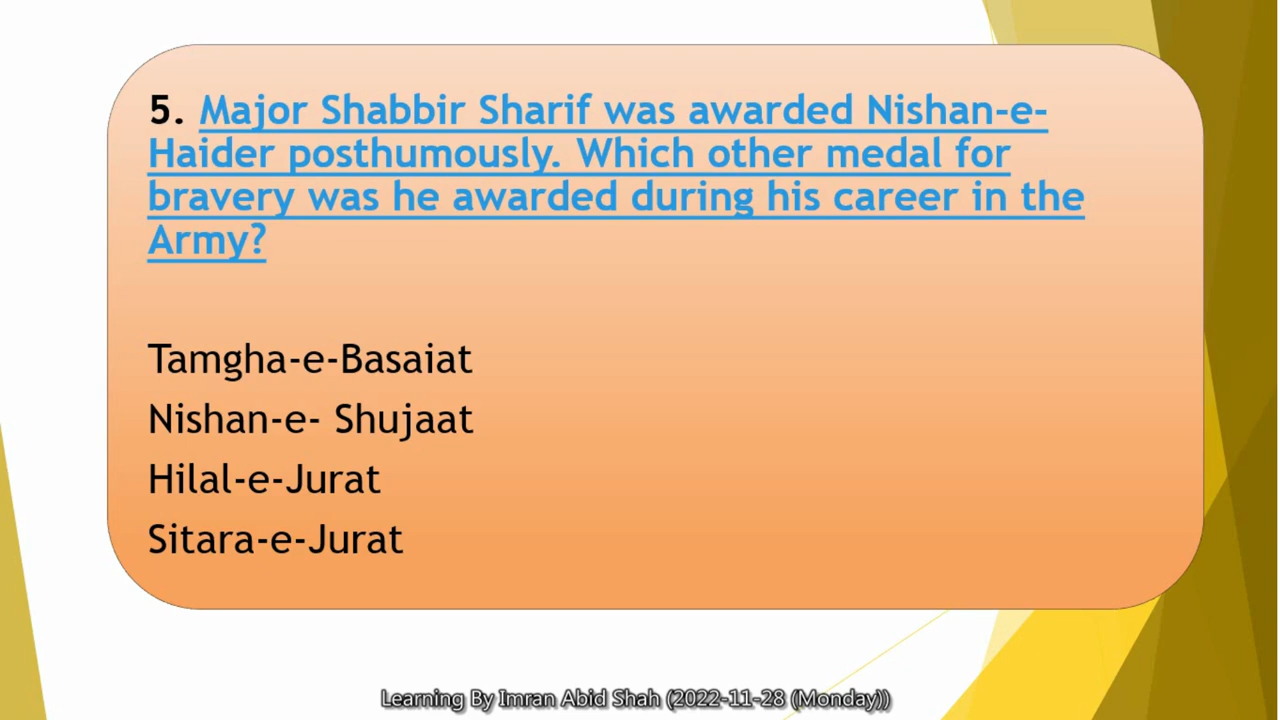 5. Major Shabbir Sharif was awarded Nishan-e-
Haider posthumously. Which other medal for
bravery was he awarded during his career in the
Army?
Tamgha-e-Basaiat
Nishan-e- Shujaat
Hilal-e-Jurat
Sitara-e-Jurat
Learning By Imran Abid Shah (2022-11-28 (Monday))